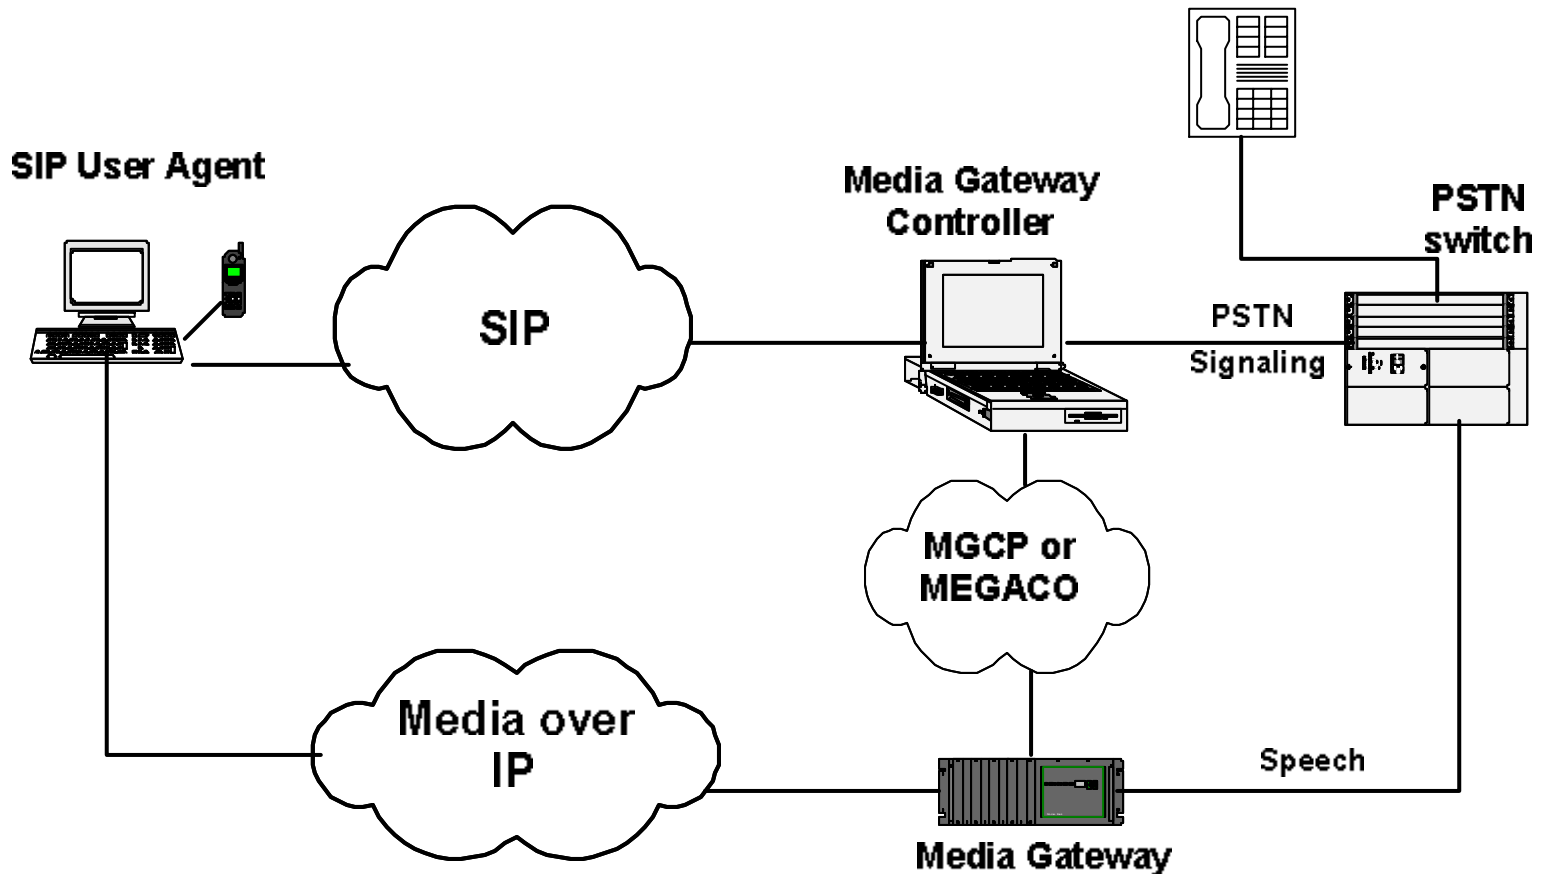 SIP User Agent
Media Gateway
Controller
PSTN
switch
SIP
PSTN
Signaling
MGCP or
MEGACO
Media over
IP
Speech
Media Gateway